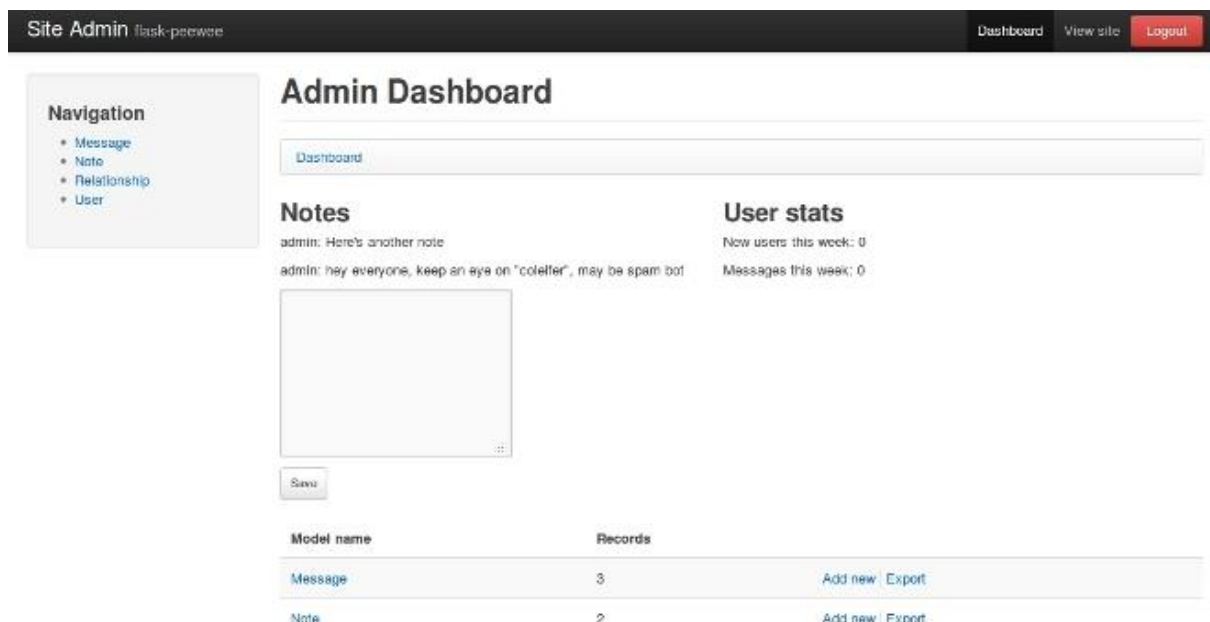 Site Admin flask-peewee
Dashboard View site Logout
Navigation
Message
Note
Relationship
User
Admin Dashboard
Dashboard
Notes
admin: Here's another note
admin: hey everyone, keep an eye on "coleifer", may be spam bot
Save
User stats
New users this week: 0
Messages this week: 0
Model name Records
Message 3 Add new Export
Note 2 Add new Export